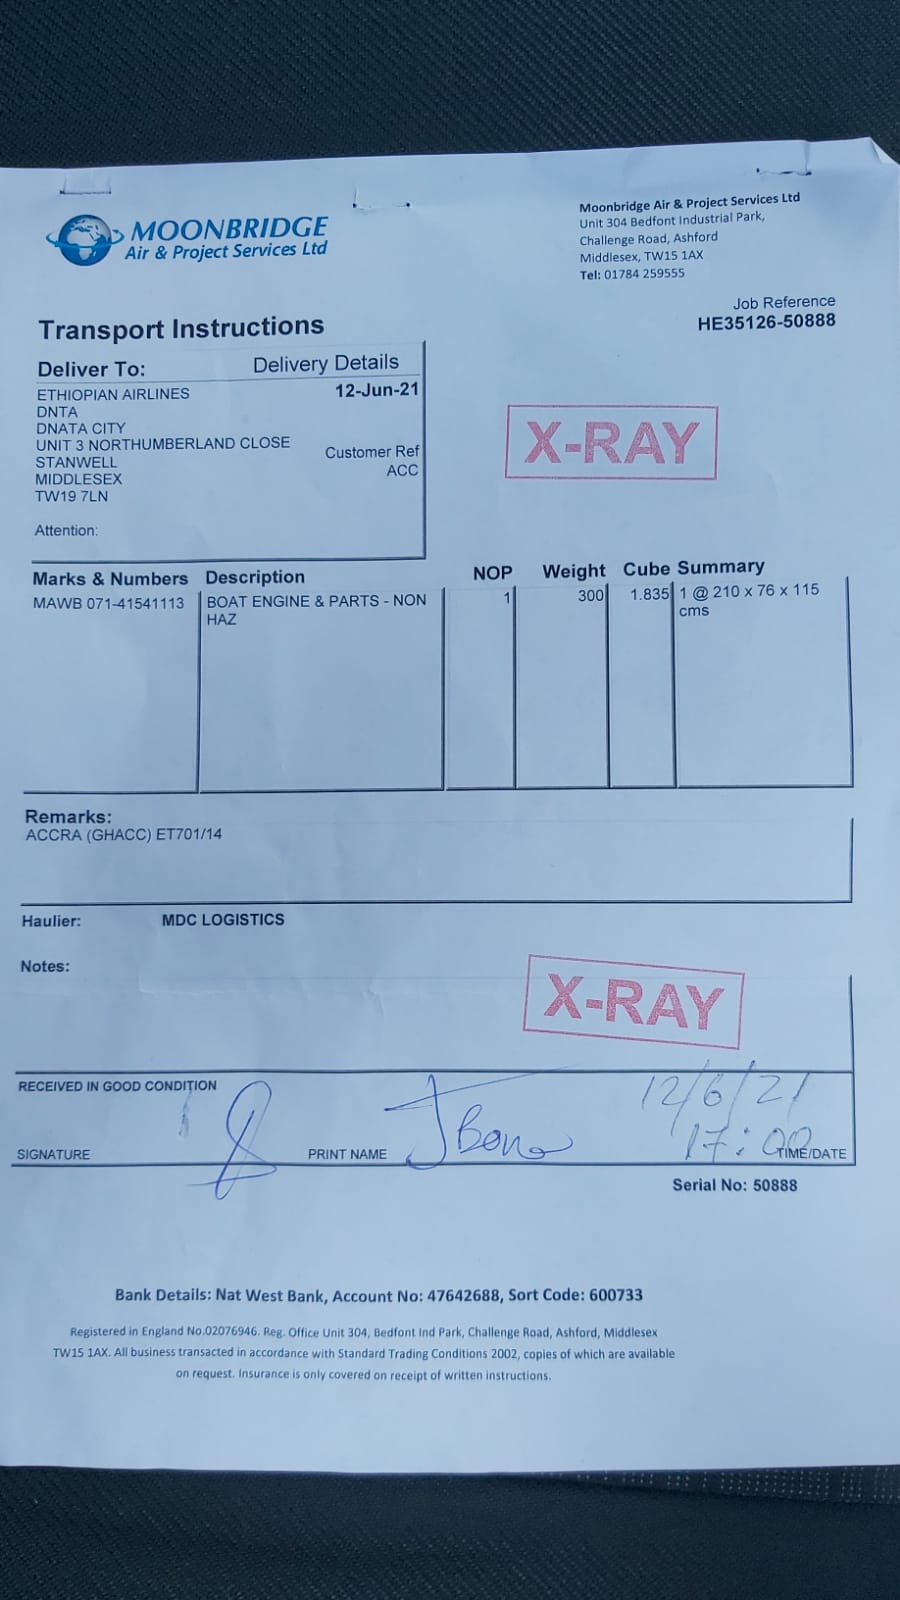 MOONBRIDGE
Air & Project Services Ltd
Moonbridge Air & Project Services Ltd
Unit 304 Bedfont Industrial Park,
Challenge Road, Ashford
Middlesex, TW15 1AX
Tel: 01784 259555
Job Reference
HE35126-50888
Transport Instructions
Deliver To: Delivery Details
ETHIOPIAN AIRLINES 12-Jun-21
DNTA
DNATA CITY
UNIT 3 NORTHUMBERLAND CLOSE
STANWELL Customer Ref
MIDDLESEX ACC
TW19 7LN
Attention:
X-RAY
Marks & Numbers Description NOP Weight Cube Summary
MAWB 071-41541113 BOAT ENGINE & PARTS - NON 1 300 1.835 1 @ 210 x 76 x 115
HAZ cms
Remarks:
ACCRA (GHACC) ET701/14
Haulier: MDC LOGISTICS
Notes:
X-RAY
RECEIVED IN GOOD CONDITION
12/6/21
17:00
SIGNATURE PRINT NAME TIME/DATE
Serial No: 50888
Bank Details: Nat West Bank, Account No: 47642688, Sort Code: 600733
Registered in England No.02076946. Reg. Office Unit 304, Bedfont Ind Park, Challenge Road, Ashford, Middlesex
TW15 1AX. All business transacted in accordance with Standard Trading Conditions 2002, copies of which are available
on request. Insurance is only covered on receipt of written instructions.